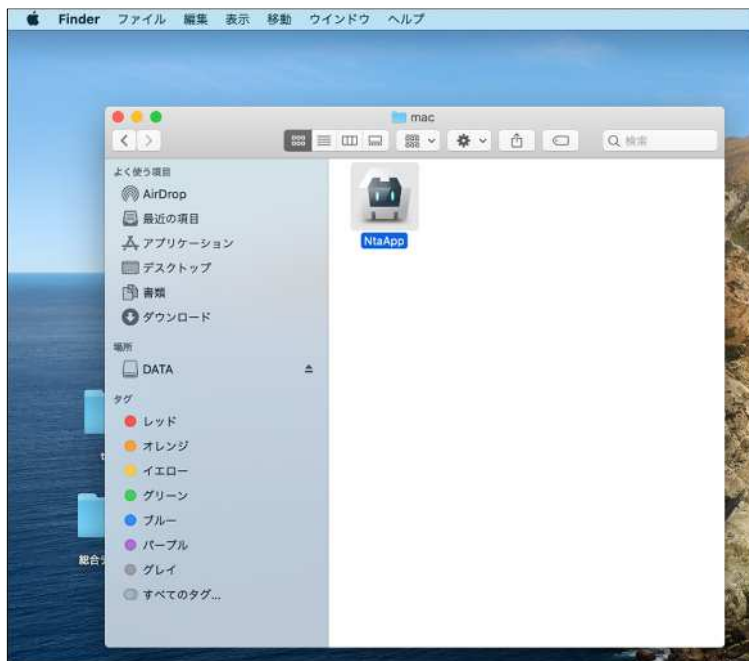 Finder ファイル 編集 表示 移動 ウインドウ ヘルプ
mac
検索
よく使う項目
AirDrop
最近の項目
アプリケーション
デスクトップ
書類
ダウンロード
場所
DATA
タグ
レッド
オレンジ
イエロー
グリーン
ブルー
パープル
グレイ
すべてのタグ...
NtaApp
t
総合